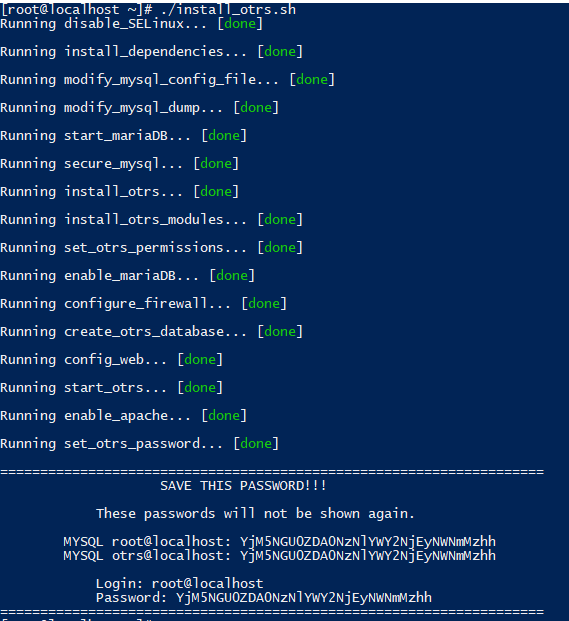 [root@localhost ~]# ./install_otrs.sh
Running disable_SELinux... [done]
Running install_dependencies... [done]
Running modify_mysql_config_file... [done]
Running modify_mysql_dump... [done]
Running start_mariaDB... [done]
Running secure_mysql... [done]
Running install_otrs... [done]
Running install_otrs_modules... [done]
Running set_otrs_permissions... [done]
Running enable_mariaDB... [done]
Running configure_firewall... [done]
Running create_otrs_database... [done]
Running config_web... [done]
Running start_otrs... [done]
Running enable_apache... [done]
Running set_otrs_password... [done]
====================================================================
SAVE THIS PASSWORD!!!
These passwords will not be shown again.
MYSQL root@localhost: YjM5NGU0ZDA0NzNlYWY2NjEyNWNmMzhh
MYSQL otrs@localhost: YjM5NGU0ZDA0NzNlYWY2NjEyNWNmMzhh
Login: root@localhost
Password: YjM5NGU0ZDA0NzNlYWY2NjEyNWNmMzhh
====================================================================